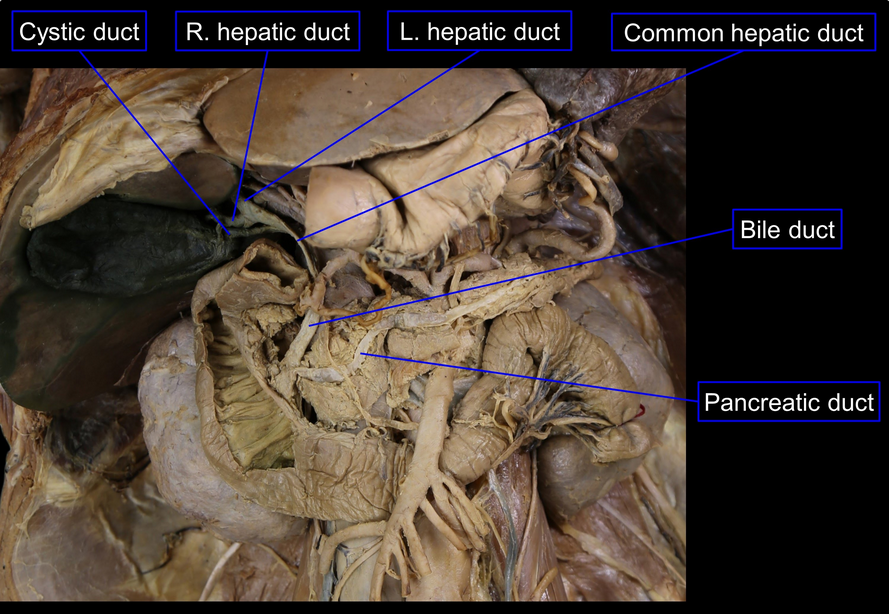 Cystic duct
R. hepatic duct
L. hepatic duct
Common hepatic duct
Bile duct
Pancreatic duct